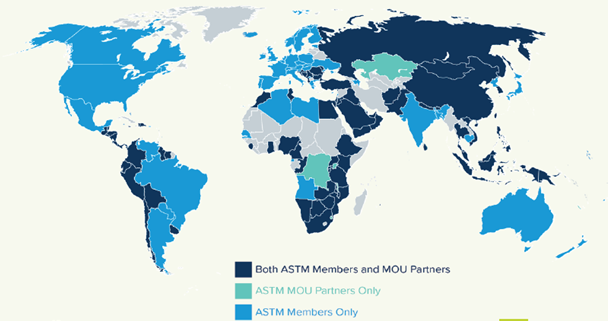 Both ASTM Members and MOU Partners
ASTM MOU Partners Only
ASTM Members Only